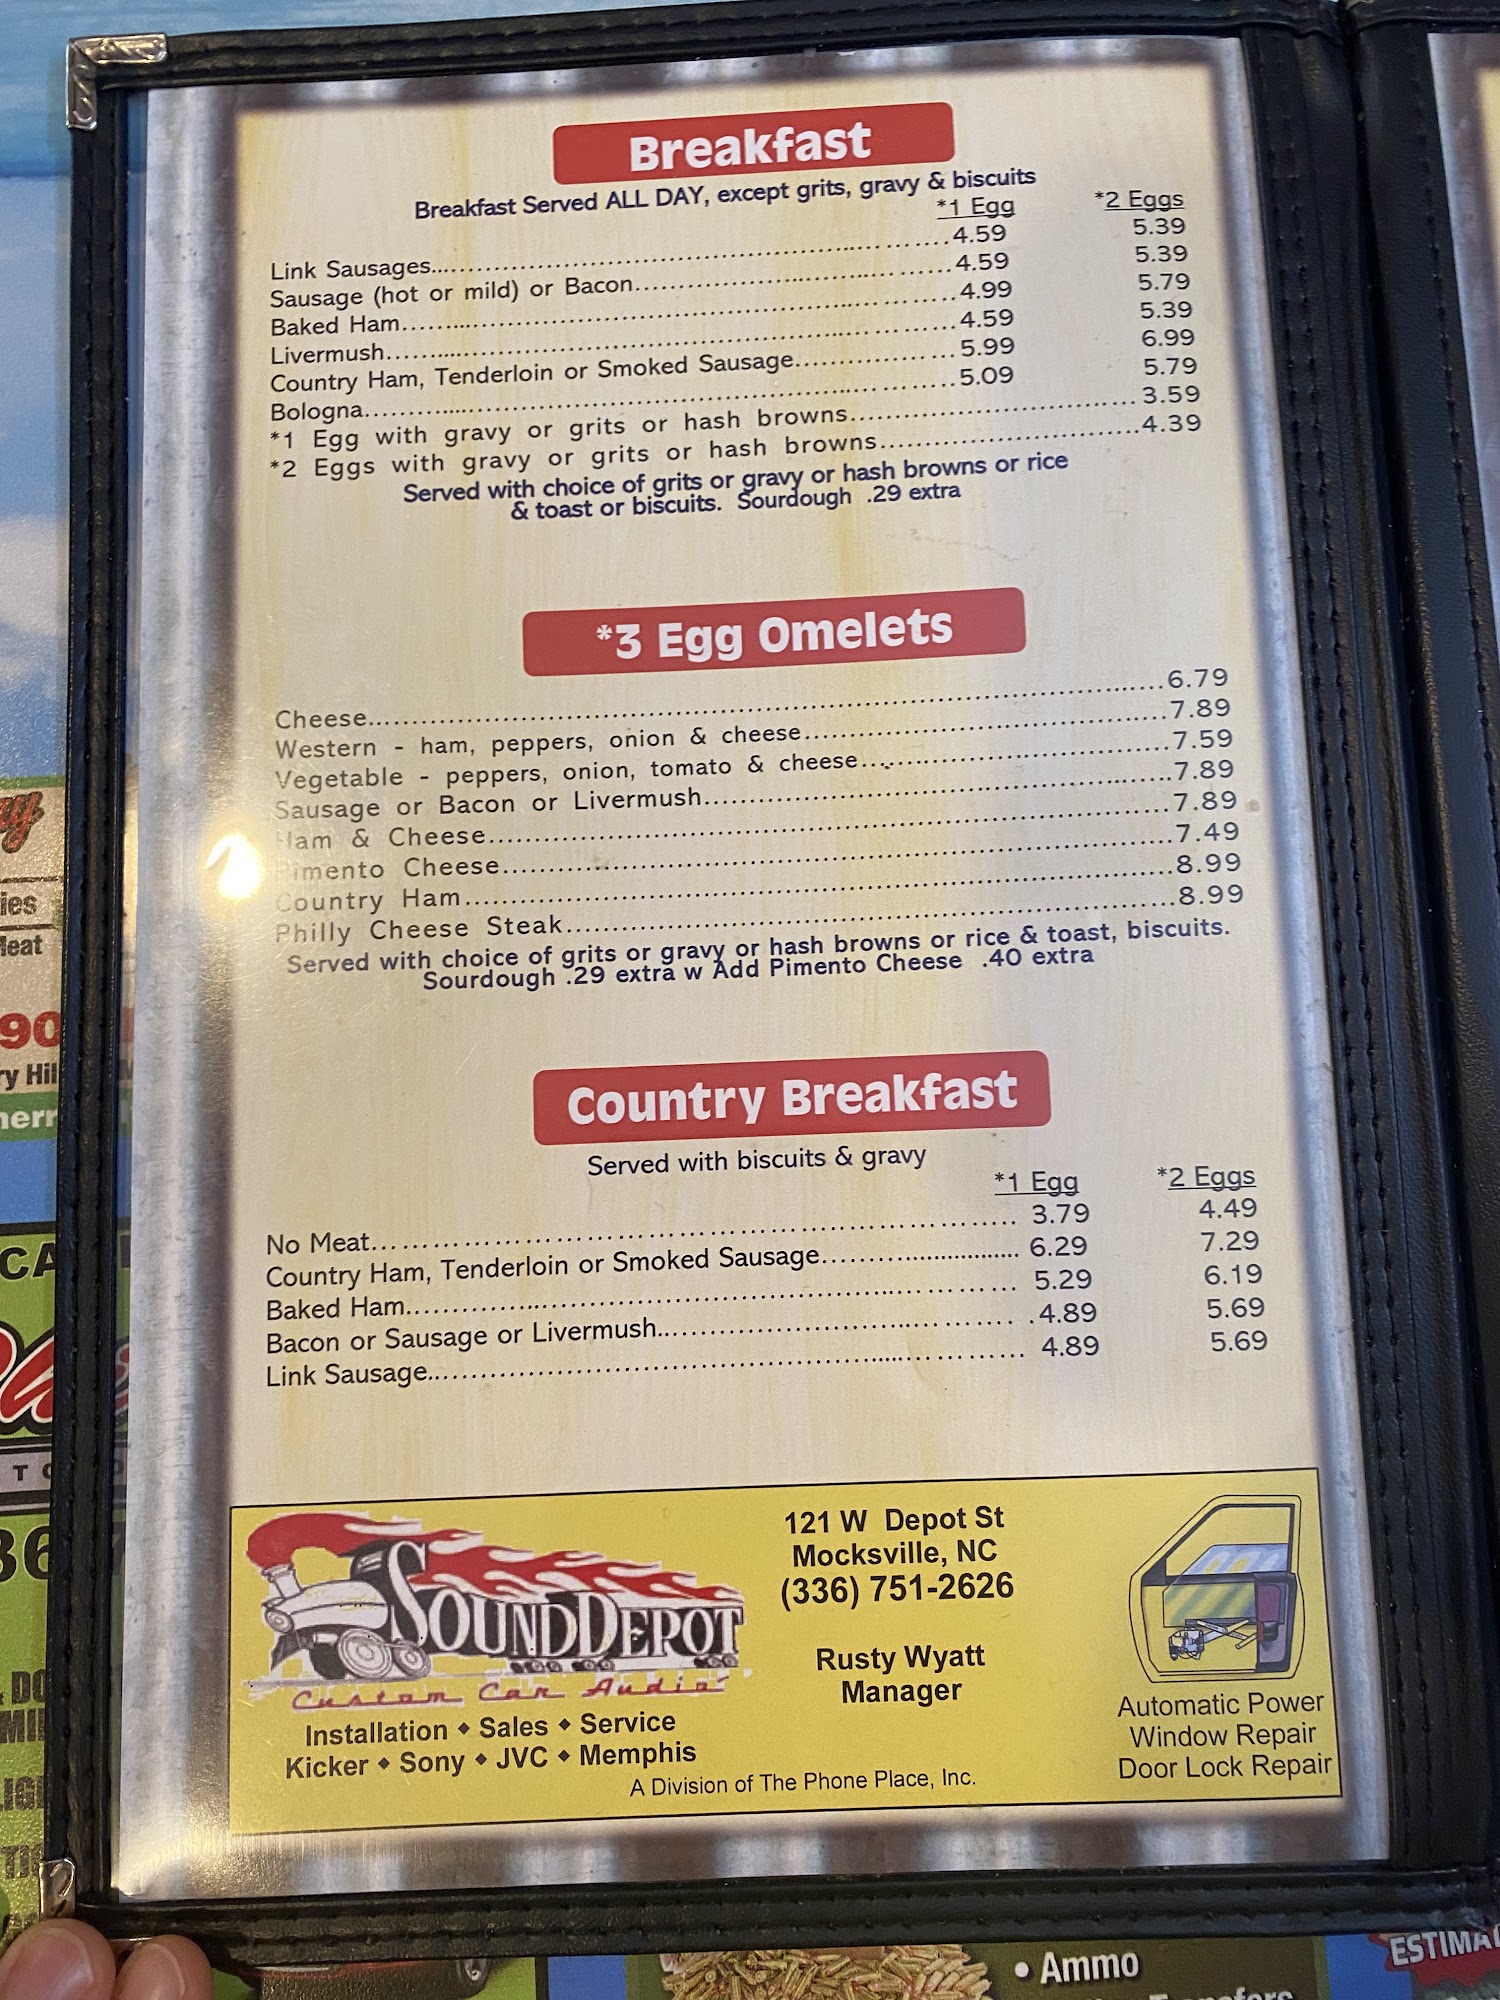 Breakfast
Breakfast Served ALL DAY, except grits, gravy & biscuits
*1 Egg *2 Eggs
Link Sausages 4.59 5.39
Sausage (hot or mild) or Bacon 4.59 5.39
Baked Ham 4.99 5.79
Livermush 4.59 5.39
Country Ham, Tenderloin or Smoked Sausage 5.99 6.99
Bologna 5.09 5.79
*1 Egg with gravy or grits or hash browns 3.59
*2 Eggs with gravy or grits or hash browns 4.39
Served with choice of grits or gravy or hash browns or rice
& toast or biscuits. Sourdough .29 extra
*3 Egg Omelets
Cheese 6.79
Western - ham, peppers, onion & cheese 7.89
Vegetable - peppers, onion, tomato & cheese 7.59
Sausage or Bacon or Livermush 7.89
Ham & Cheese 7.89
Pimento Cheese 7.49
Country Ham 8.99
Philly Cheese Steak 8.99
Served with choice of grits or gravy or hash browns or rice & toast, biscuits.
Sourdough .29 extra w Add Pimento Cheese .40 extra
Country Breakfast
Served with biscuits & gravy
*1 Egg *2 Eggs
No Meat 3.79 4.49
Country Ham, Tenderloin or Smoked Sausage 6.29 7.29
Baked Ham 5.29 6.19
Bacon or Sausage or Livermush 4.89 5.69
Link Sausage 4.89 5.69
SOUND DEPOT
Custom Car Audio
Installation ◆ Sales ◆ Service
Kicker ◆ Sony ◆ JVC ◆ Memphis
121 W Depot St
Mocksville, NC
(336) 751-2626
Rusty Wyatt
Manager
A Division of The Phone Place, Inc.
Automatic Power
Window Repair
Door Lock Repair
• Ammo